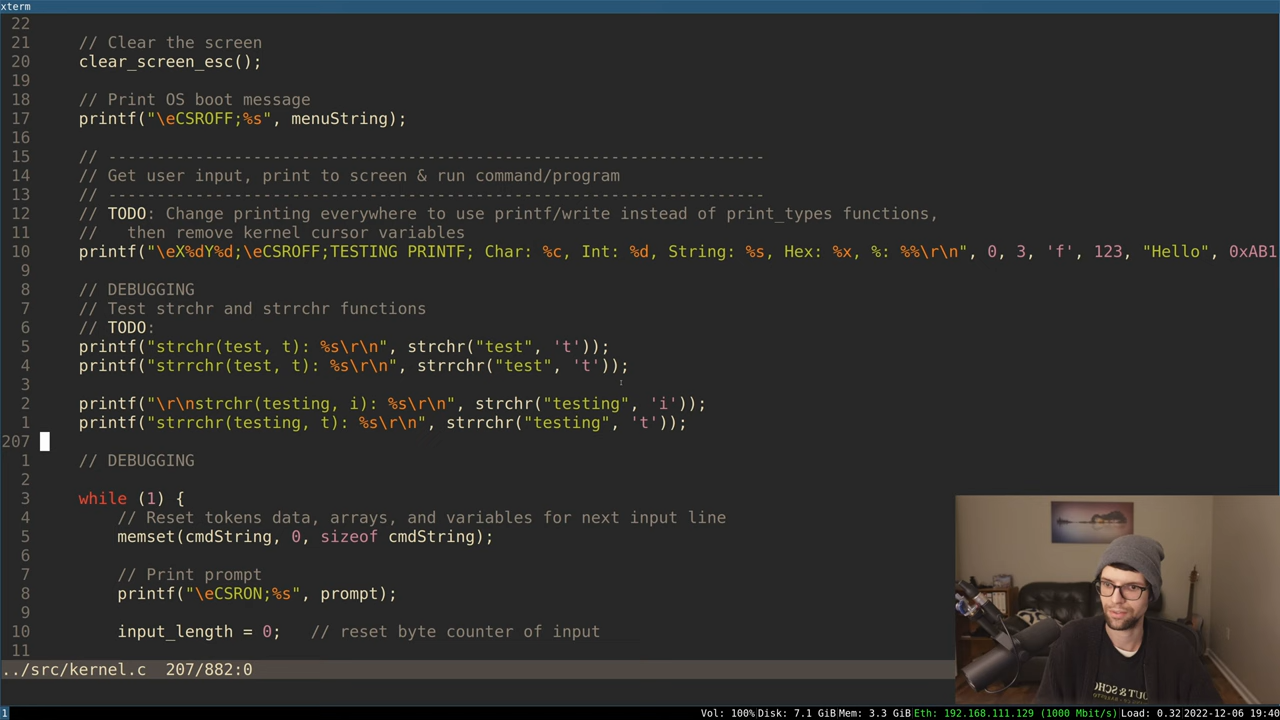 xterm
22
21     // Clear the screen
20     clear_screen_esc();
19
18     // Print OS boot message
17     printf("\eCSROFF;%s", menuString);
16
15     // --------------------------------------------------------------------
14     // Get user input, print to screen & run command/program
13     // --------------------------------------------------------------------
12     // TODO: Change printing everywhere to use printf/write instead of print_types functions,
11     //   then remove kernel cursor variables
10     printf("\eX%dY%d;\eCSROFF;TESTING PRINTF; Char: %c, Int: %d, String: %s, Hex: %x, %: %%\r\n", 0, 3, 'f', 123, "Hello", 0xAB1
9
8     // DEBUGGING
7     // Test strchr and strrchr functions
6     // TODO:
5     printf("strchr(test, t): %s\r\n", strchr("test", 't'));
4     printf("strrchr(test, t): %s\r\n", strrchr("test", 't'));
3
2     printf("\r\nstrchr(testing, i): %s\r\n", strchr("testing", 'i'));
1     printf("strrchr(testing, t): %s\r\n", strrchr("testing", 't'));
207
1     // DEBUGGING
2
3     while (1) {
4         // Reset tokens data, arrays, and variables for next input line
5         memset(cmdString, 0, sizeof cmdString);
6
7         // Print prompt
8         printf("\eCSRON;%s", prompt);
9
10         input_length = 0;   // reset byte counter of input
11
../src/kernel.c  207/882:0
1 Vol: 100% Disk: 7.1 GiB Mem: 3.3 GiB Eth: 192.168.111.129 (1000 Mbit/s) Load: 0.32 2022-12-06 19:40